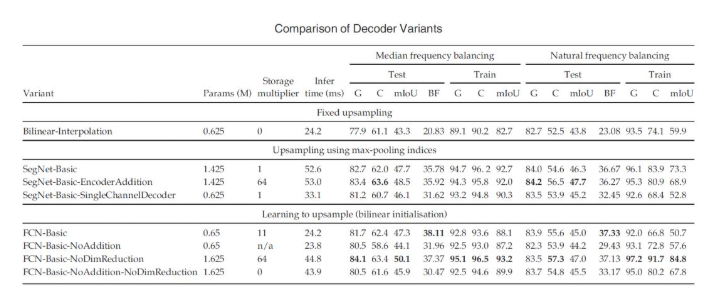 Comparison of Decoder Variants
Median frequency balancing Natural frequency balancing
Storage Infer Test Train Test Train
Variant Params (M) multiplier time (ms) G C mIoU BF G C mIoU G C mIoU BF G C mIoU
Fixed upsampling
Bilinear-Interpolation 0.625 0 24.2 77.9 61.1 43.3 20.83 89.1 90.2 82.7 82.7 52.5 43.8 23.08 93.5 74.1 59.9
Upsampling using max-pooling indices
SegNet-Basic 1.425 1 52.6 82.7 62.0 47.7 35.78 94.7 96. 2 92.7 84.0 54.6 46.3 36.67 96.1 83.9 73.3
SegNet-Basic-EncoderAddition 1.425 64 53.0 83.4 63.6 48.5 35.92 94.3 95.8 92.0 84.2 56.5 47.7 36.27 95.3 80.9 68.9
SegNet-Basic-SingleChannelDecoder 0.625 1 33.1 81.2 60.7 46.1 31.62 93.2 94.8 90.3 83.5 53.9 45.2 32.45 92.6 68.4 52.8
Learning to upsample (bilinear initialisation)
FCN-Basic 0.65 11 24.2 81.7 62.4 47.3 38.11 92.8 93.6 88.1 83.9 55.6 45.0 37.33 92.0 66.8 50.7
FCN-Basic-NoAddition 0.65 n/a 23.8 80.5 58.6 44.1 31.96 92.5 93.0 87.2 82.3 53.9 44.2 29.43 93.1 72.8 57.6
FCN-Basic-NoDimReduction 1.625 64 44.8 84.1 63.4 50.1 37.37 95.1 96.5 93.2 83.5 57.3 47.0 37.13 97.2 91.7 84.8
FCN-Basic-NoAddition-NoDimReduction 1.625 0 43.9 80.5 61.6 45.9 30.47 92.5 94.6 89.9 83.7 54.8 45.5 33.17 95.0 80.2 67.8